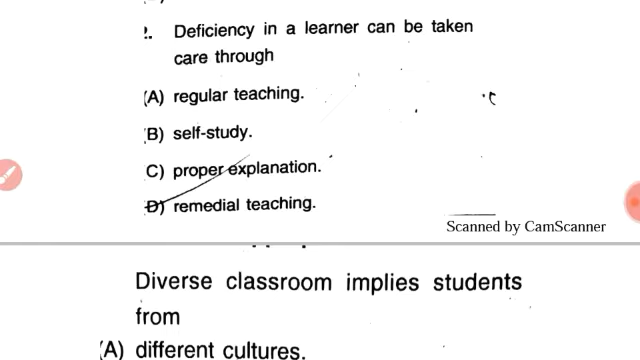 2. Deficiency in a learner can be taken
care through
(A) regular teaching.
(B) self-study.
(C) proper explanation.
(D) remedial teaching.
Scanned by CamScanner
Diverse classroom implies students
from
(A) different cultures.